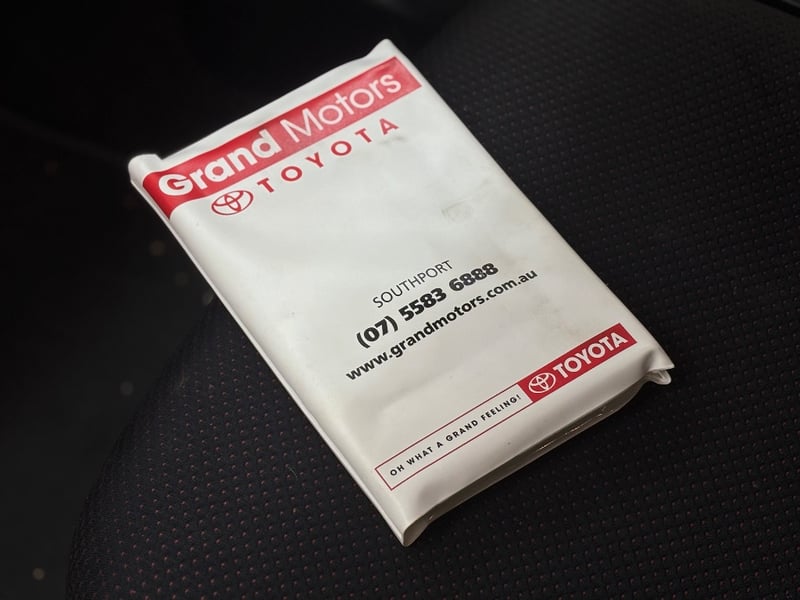 Grand Motors
TOYOTA
SOUTHPORT
(07) 5583 6888
www.grandmotors.com.au
OH WHAT A GRAND FEELING! TOYOTA